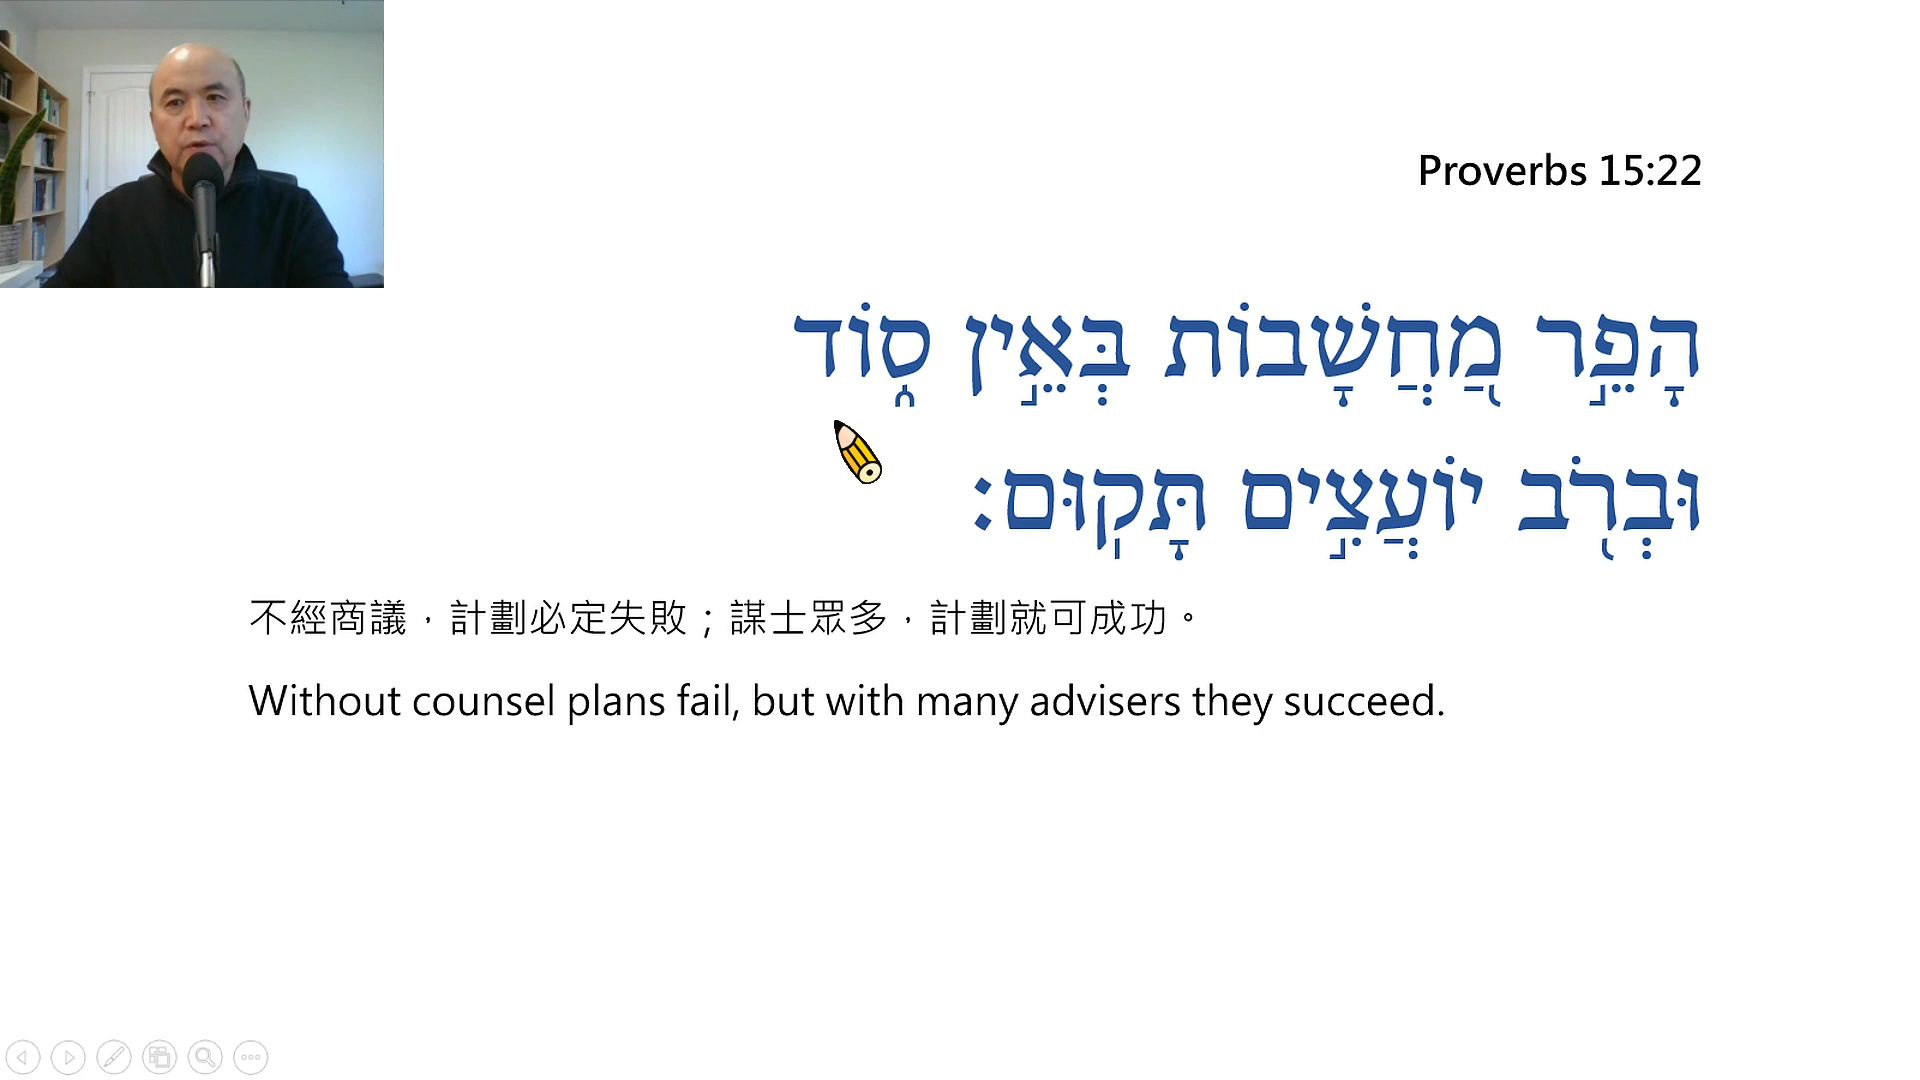 Proverbs 15:22
הָפֵ֣ר מַ֭חֲשָׁבוֹת בְּאֵ֣ין ס֑וֹד
וּבְרֹ֖ב יוֹעֲצִ֣ים תָּקֽוּם׃
不經商議，計劃必定失敗；謀士眾多，計劃就可成功。
Without counsel plans fail, but with many advisers they succeed.